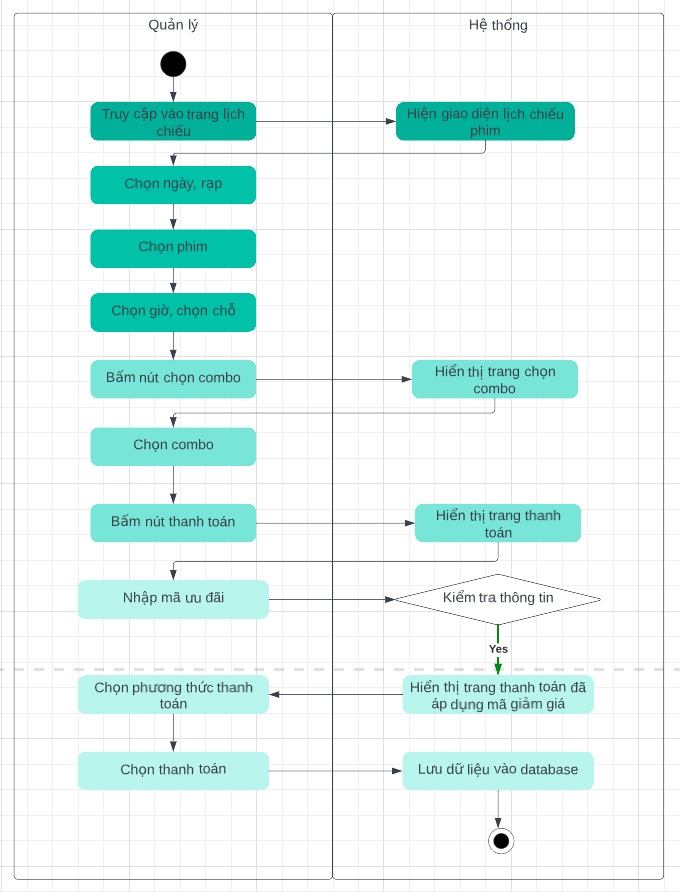 Quản lý
Hệ thống
Truy cập vào trang lịch
chiếu
Hiện giao diện lịch chiếu
phim
Chọn ngày, rạp
Chọn phim
Chọn giờ, chọn chỗ
Bấm nút chọn combo
Hiển thị trang chọn
combo
Chọn combo
Bấm nút thanh toán
Hiển thị trang thanh
toán
Nhập mã ưu đãi
Kiểm tra thông tin
Yes
Chọn phương thức thanh
toán
Hiển thị trang thanh toán đã
áp dụng mã giảm giá
Chọn thanh toán
Lưu dữ liệu vào database